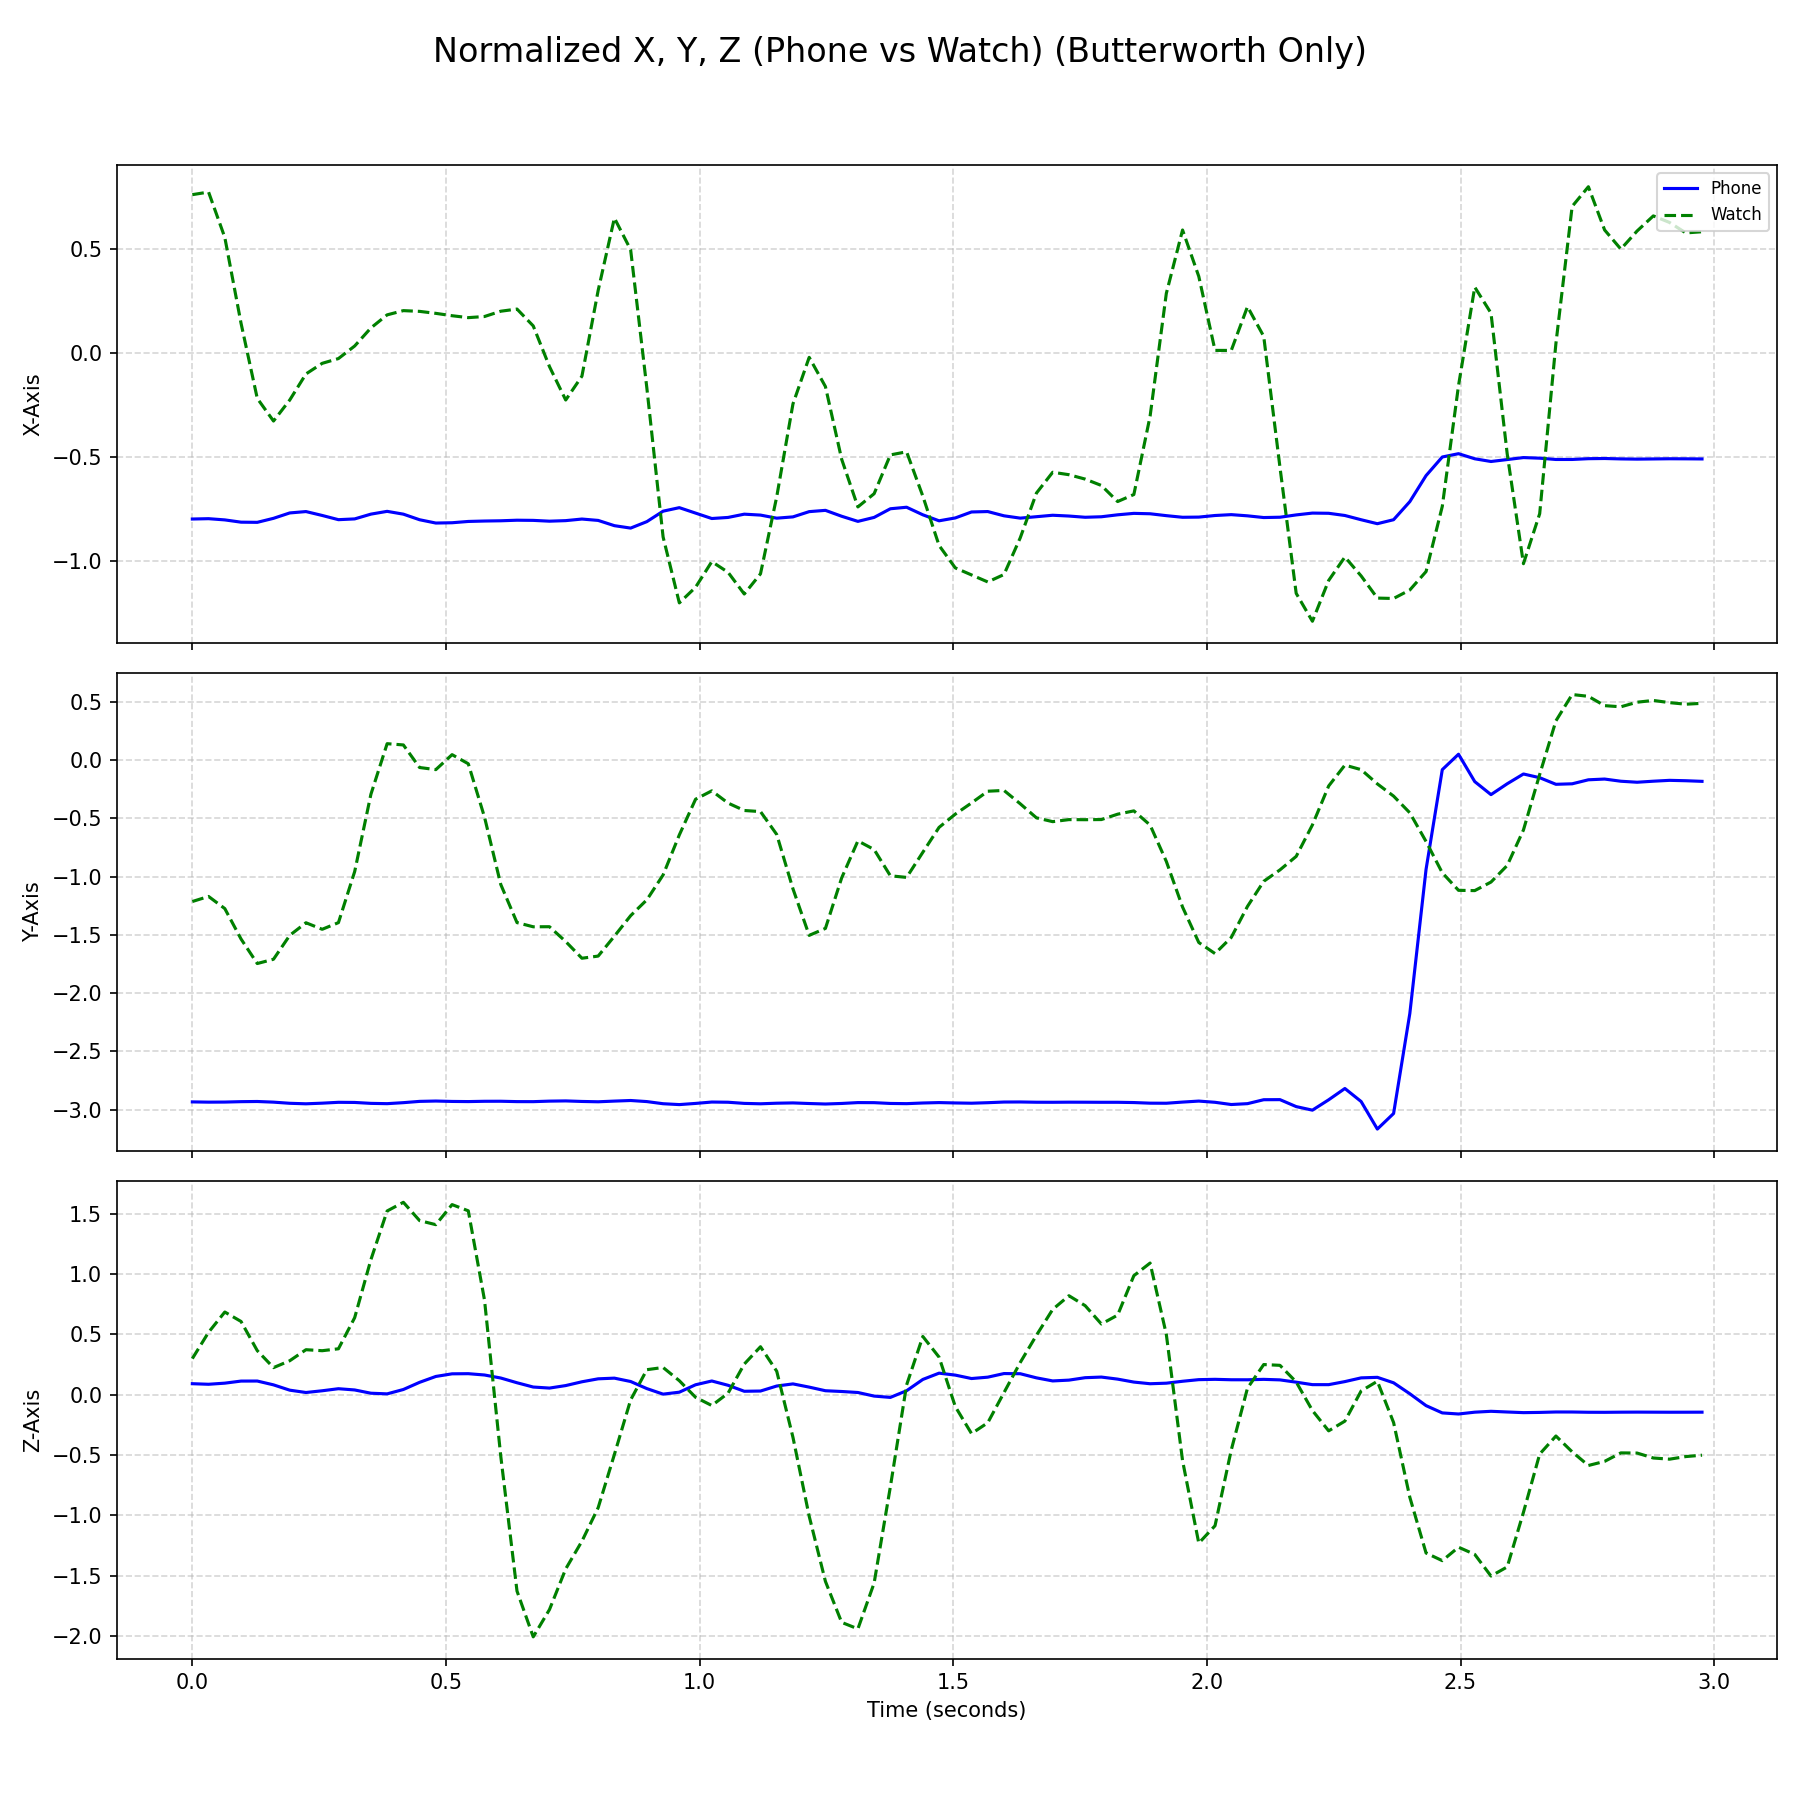 Normalized X, Y, Z (Phone vs Watch) (Butterworth Only)
Phone
Watch
0.5
0.0
−0.5
−1.0
X-Axis
0.5
0.0
−0.5
−1.0
−1.5
−2.0
−2.5
−3.0
Y-Axis
1.5
1.0
0.5
0.0
−0.5
−1.0
−1.5
−2.0
Z-Axis
0.0 0.5 1.0 1.5 2.0 2.5 3.0
Time (seconds)